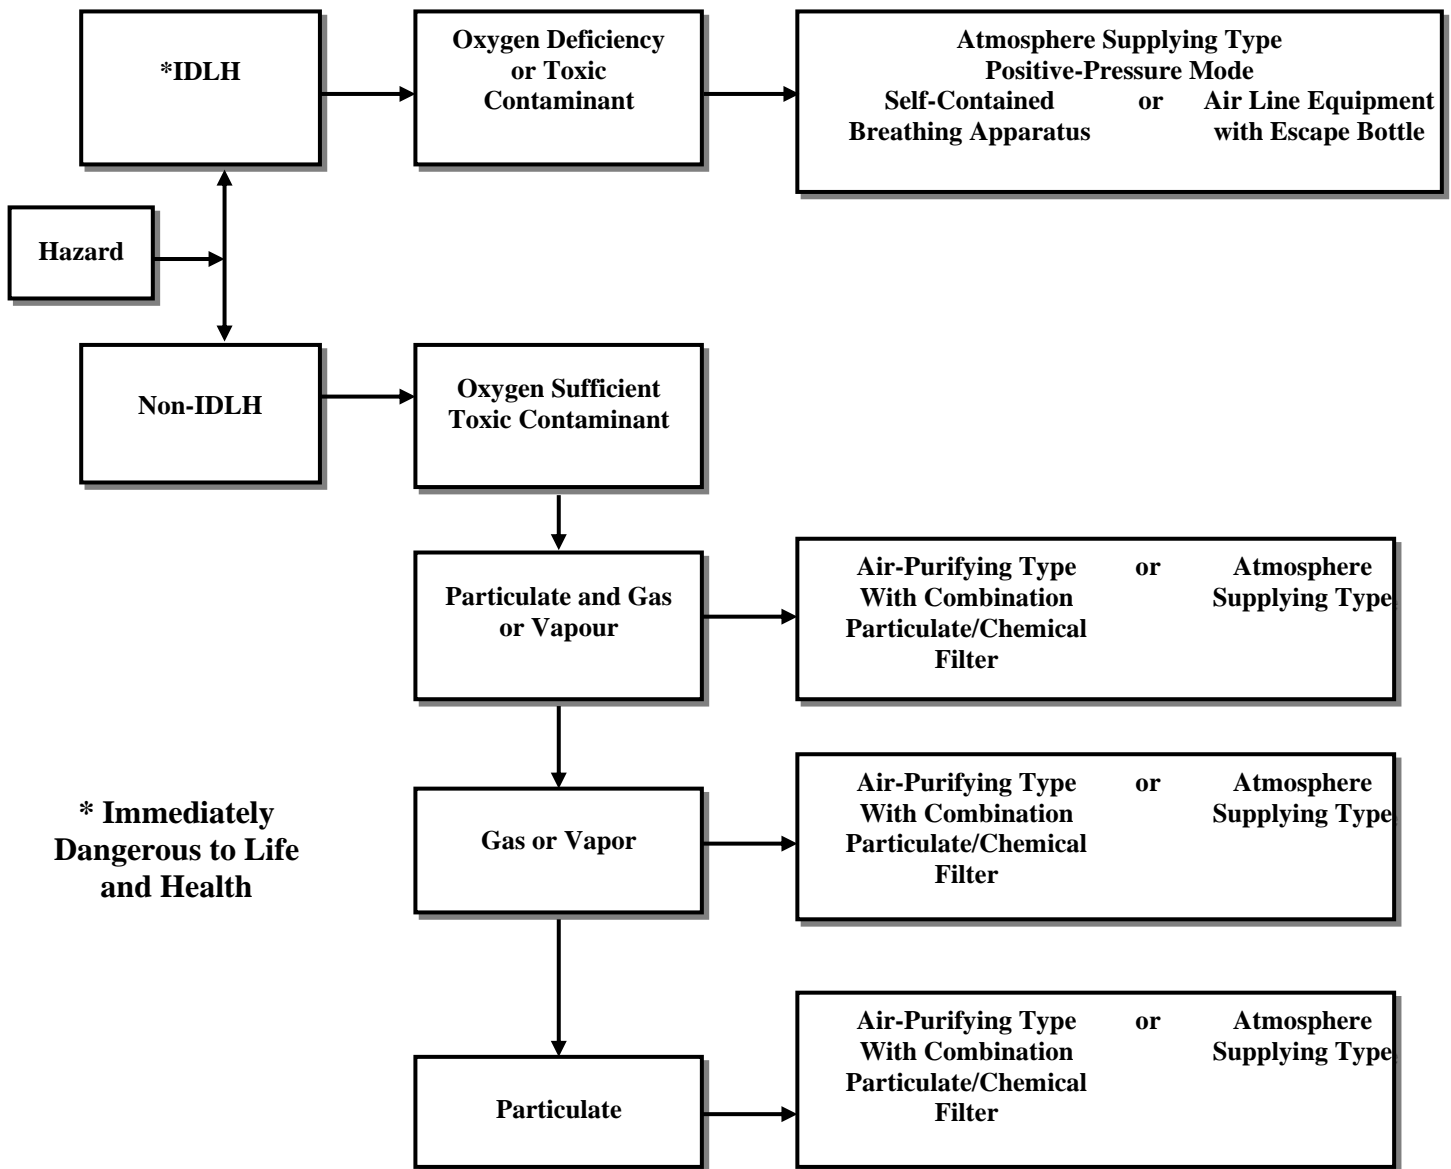 *IDLH
Oxygen Deficiency
or Toxic
Contaminant
Atmosphere Supplying Type
Positive-Pressure Mode
Self-Contained or Air Line Equipment
Breathing Apparatus with Escape Bottle
Hazard
Non-IDLH
Oxygen Sufficient
Toxic Contaminant
Particulate and Gas
or Vapour
Air-Purifying Type or Atmosphere
With Combination Supplying Type
Particulate/Chemical
Filter
* Immediately
Dangerous to Life
and Health
Gas or Vapor
Air-Purifying Type or Atmosphere
With Combination Supplying Type
Particulate/Chemical
Filter
Particulate
Air-Purifying Type or Atmosphere
With Combination Supplying Type
Particulate/Chemical
Filter